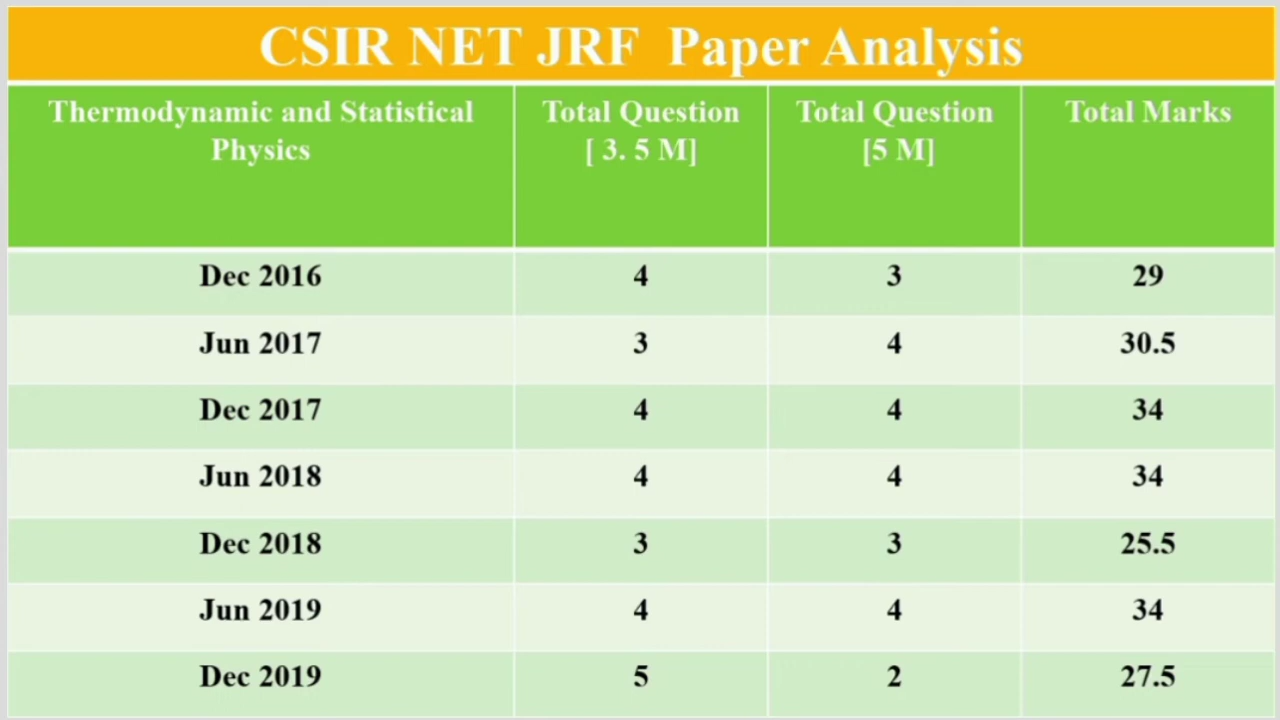 CSIR NET JRF Paper Analysis
Thermodynamic and Statistical Physics Total Question [ 3. 5 M] Total Question [5 M] Total Marks
Dec 2016 4 3 29
Jun 2017 3 4 30.5
Dec 2017 4 4 34
Jun 2018 4 4 34
Dec 2018 3 3 25.5
Jun 2019 4 4 34
Dec 2019 5 2 27.5